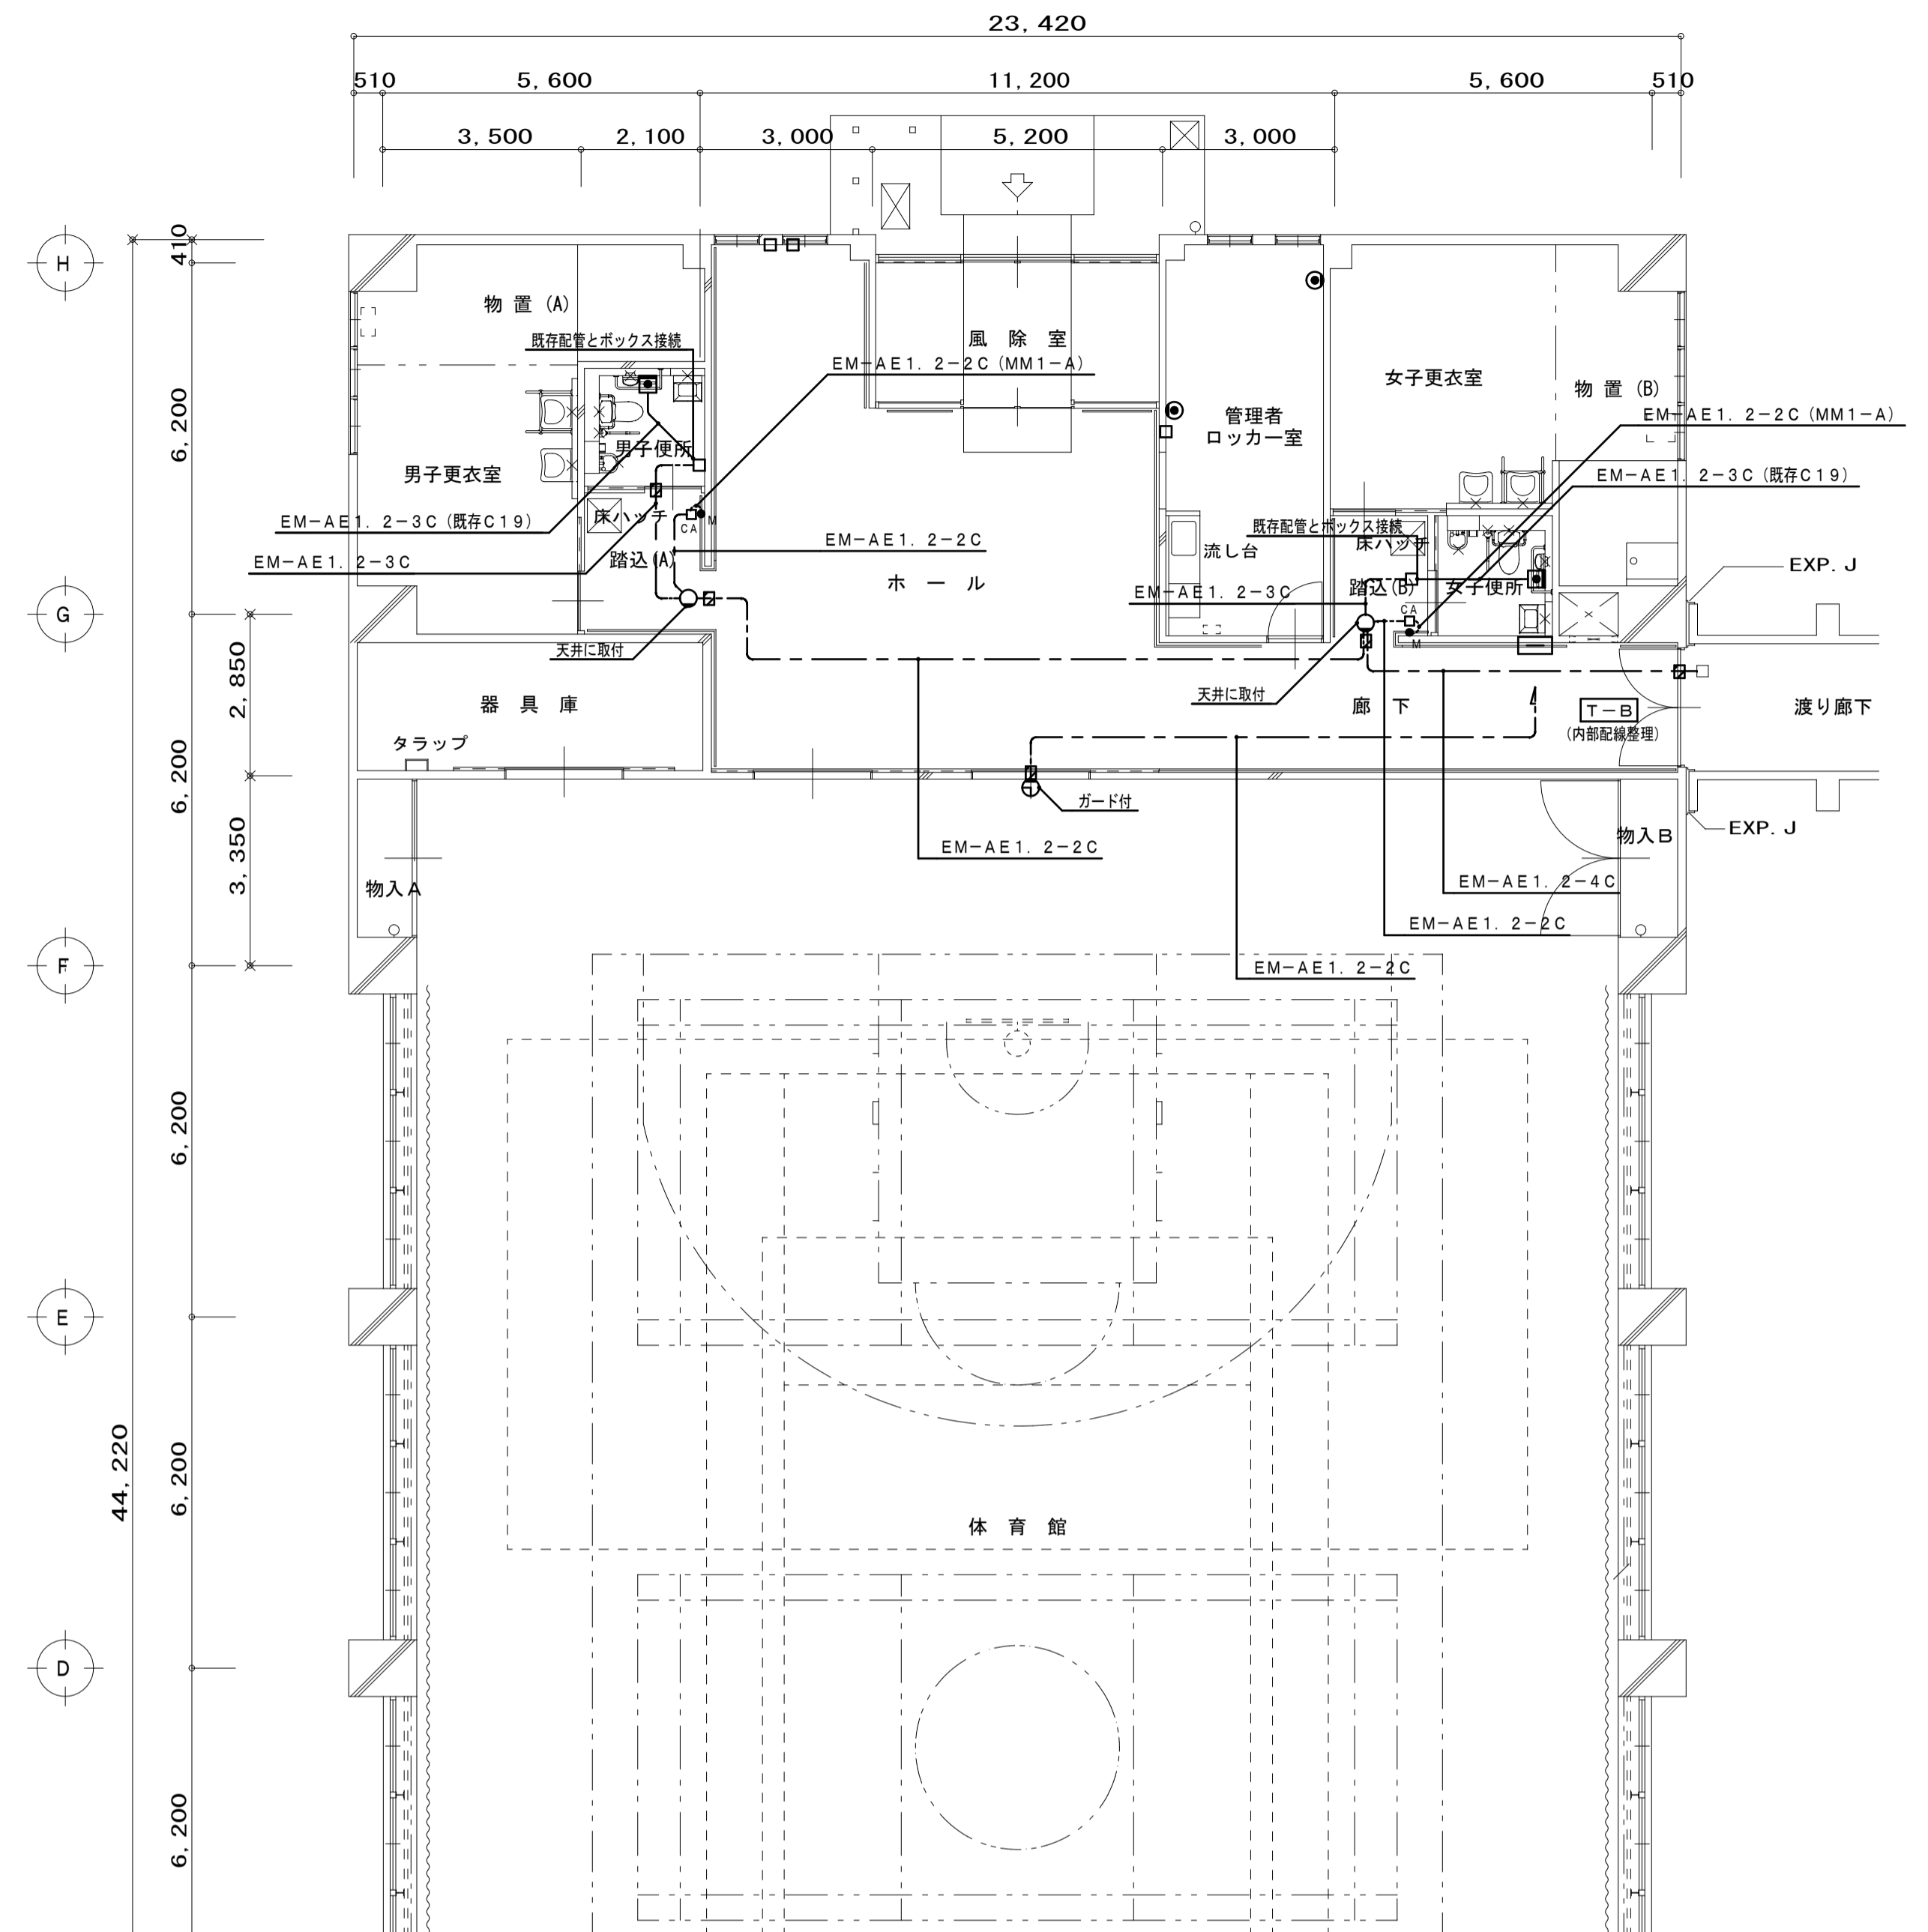 23,420
510
5,600
11,200
5,600
510
3,500
2,100
3,000
5,200
3,000
410
H
物 置 (A)
既存配管とボックス接続
風 除 室
EM-AE1.2-2C(MM1-A)
女子更衣室
物 置 (B)
6,200
管理者
ロッカー室
EM-AE1.2-2C(MM1-A)
男子便所
男子更衣室
EM-AE1.2-3C(既存C19)
床ハッチ
CA
M
EM-AE1.2-3C(既存C19)
既存配管とボックス接続
EM-AE1.2-2C
床ハッチ
流し台
EM-AE1.2-3C
踏込(A)
EXP.J
ホ ー ル
踏込(B)
女子便所
EM-AE1.2-3C
G
CA
M
天井に取付
2,850
天井に取付
器 具 庫
廊 下
T-B
渡り廊下
(内部配線整理)
タラップ
6,200
ガード付
EXP.J
物入B
3,350
EM-AE1.2-2C
物入A
EM-AE1.2-4C
EM-AE1.2-2C
F
EM-AE1.2-2C
6,200
E
44,220
6,200
体 育 館
D
6,200